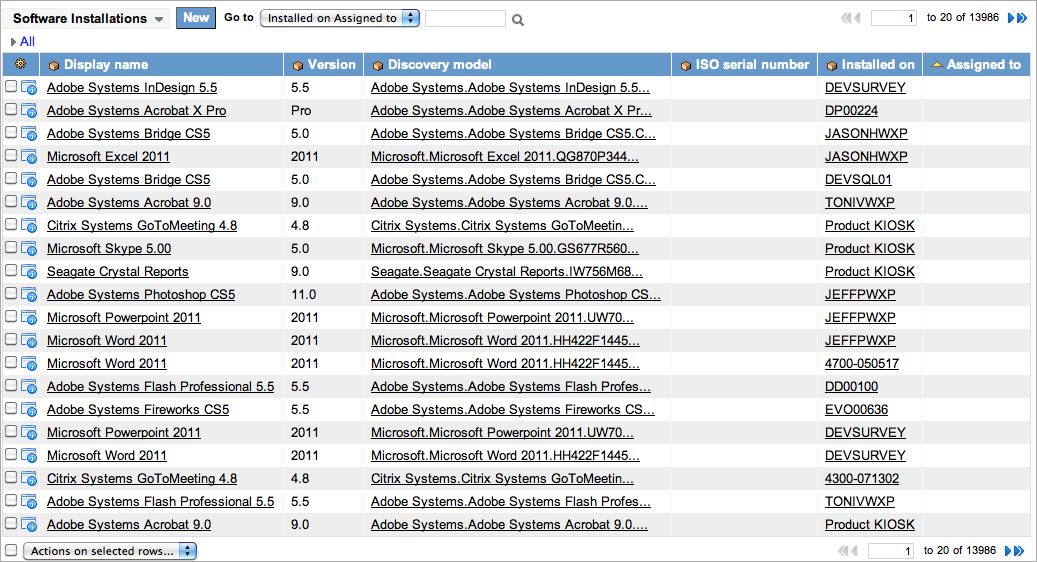 Software Installations New Go to Installed on Assigned to 1 to 20 of 13986
All
Display name Version Discovery model ISO serial number Installed on Assigned to
Adobe Systems InDesign 5.5 5.5 Adobe Systems.Adobe Systems InDesign 5.5... DEVSURVEY
Adobe Systems Acrobat X Pro Pro Adobe Systems.Adobe Systems Acrobat X Pr... DP00224
Adobe Systems Bridge CS5 5.0 Adobe Systems.Adobe Systems Bridge CS5.C... JASONHWXP
Microsoft Excel 2011 2011 Microsoft.Microsoft Excel 2011.QG870P344... JASONHWXP
Adobe Systems Bridge CS5 5.0 Adobe Systems.Adobe Systems Bridge CS5.C... DEVSQL01
Adobe Systems Acrobat 9.0 9.0 Adobe Systems.Adobe Systems Acrobat 9.0.... TONIVWXP
Citrix Systems GoToMeeting 4.8 4.8 Citrix Systems.Citrix Systems GoToMeetin... Product KIOSK
Microsoft Skype 5.00 5.0 Microsoft.Microsoft Skype 5.00.GS677R560... Product KIOSK
Seagate Crystal Reports 9.0 Seagate.Seagate Crystal Reports.IW756M68... Product KIOSK
Adobe Systems Photoshop CS5 11.0 Adobe Systems.Adobe Systems Photoshop CS... JEFFPWXP
Microsoft Powerpoint 2011 2011 Microsoft.Microsoft Powerpoint 2011.UW70... JEFFPWXP
Microsoft Word 2011 2011 Microsoft.Microsoft Word 2011.HH422F1445... JEFFPWXP
Microsoft Word 2011 2011 Microsoft.Microsoft Word 2011.HH422F1445... 4700-050517
Adobe Systems Flash Professional 5.5 5.5 Adobe Systems.Adobe Systems Flash Profes... DD00100
Adobe Systems Fireworks CS5 5.5 Adobe Systems.Adobe Systems Fireworks CS... EVO00636
Microsoft Powerpoint 2011 2011 Microsoft.Microsoft Powerpoint 2011.UW70... DEVSURVEY
Microsoft Word 2011 2011 Microsoft.Microsoft Word 2011.HH422F1445... DEVSURVEY
Citrix Systems GoToMeeting 4.8 4.8 Citrix Systems.Citrix Systems GoToMeetin... 4300-071302
Adobe Systems Flash Professional 5.5 5.5 Adobe Systems.Adobe Systems Flash Profes... TONIVWXP
Adobe Systems Acrobat 9.0 9.0 Adobe Systems.Adobe Systems Acrobat 9.0.... Product KIOSK
Actions on selected rows... 1 to 20 of 13986